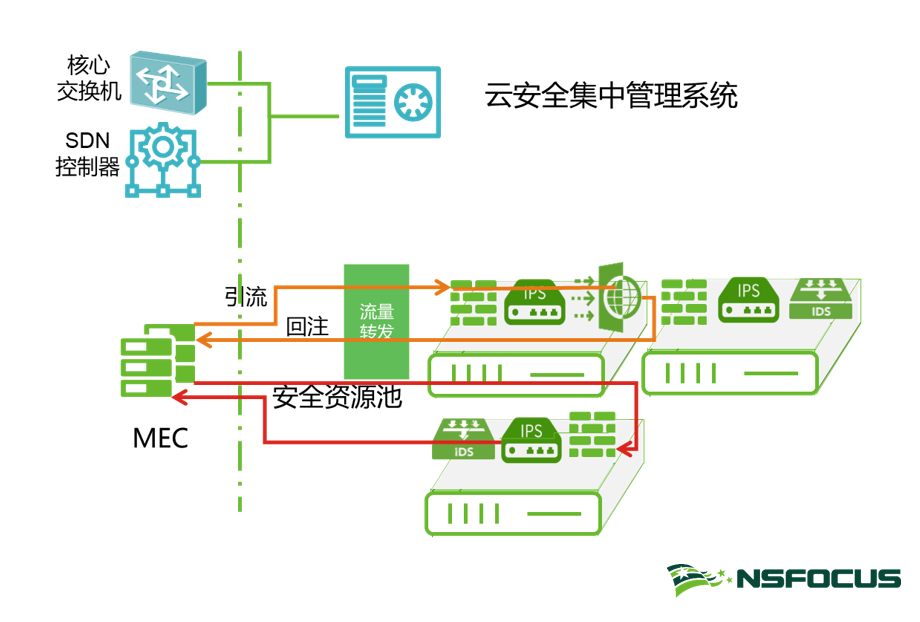 核心
交换机
云安全集中管理系统
SDN
控制器
引流
流量
转发
回注
IPS
IPS
IDS
安全资源池
MEC
iDS
IPS
NSFOCUS